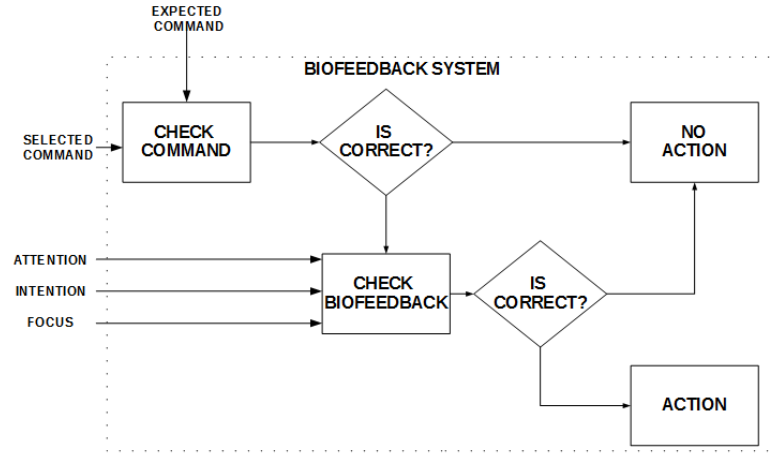 EXPECTED
COMMAND
BIOFEEDBACK SYSTEM
SELECTED
COMMAND
CHECK
COMMAND
IS
CORRECT?
NO
ACTION
ATTENTION
INTENTION
FOCUS
CHECK
BIOFEEDBACK
IS
CORRECT?
ACTION